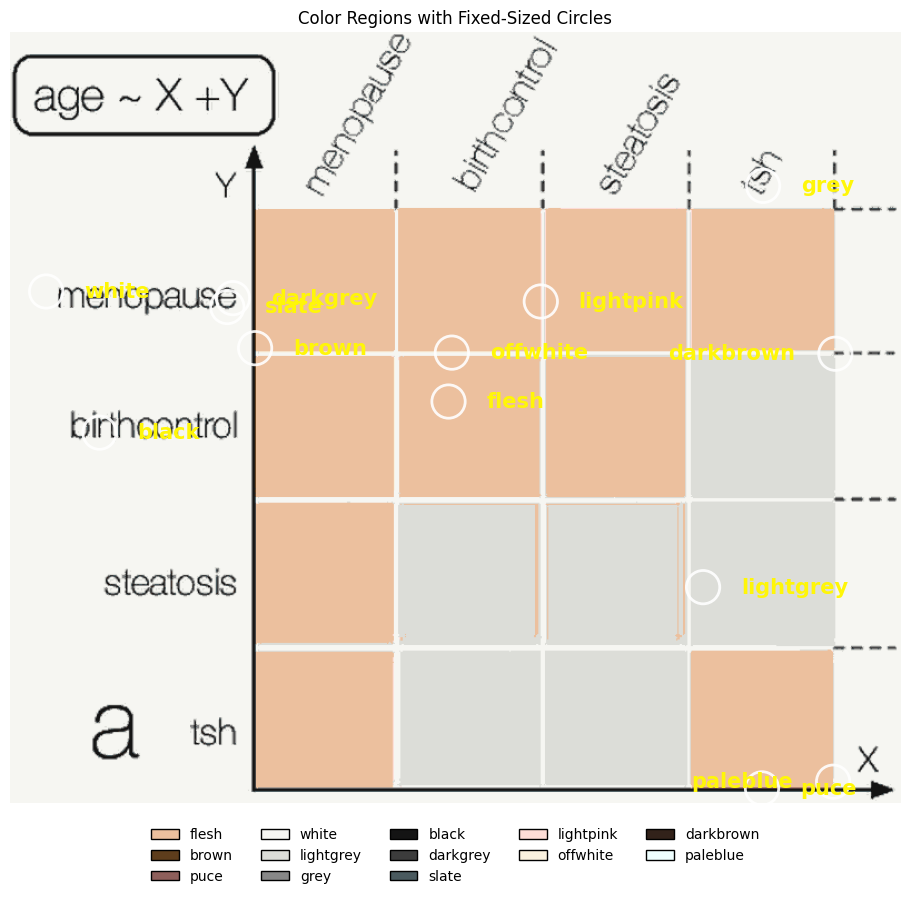 Color Regions with Fixed-Sized Circles
age ~ X +Y
menopause
birthcontrol
steatosis
tsh
Y
grey
menopause
white
darkgrey
slate
lightpink
brown
offwhite
darkbrown
flesh
birthcontrol
black
steatosis
lightgrey
a
tsh
X
paleblue
puce
flesh white black lightpink darkbrown
brown lightgrey darkgrey offwhite paleblue
puce grey slate